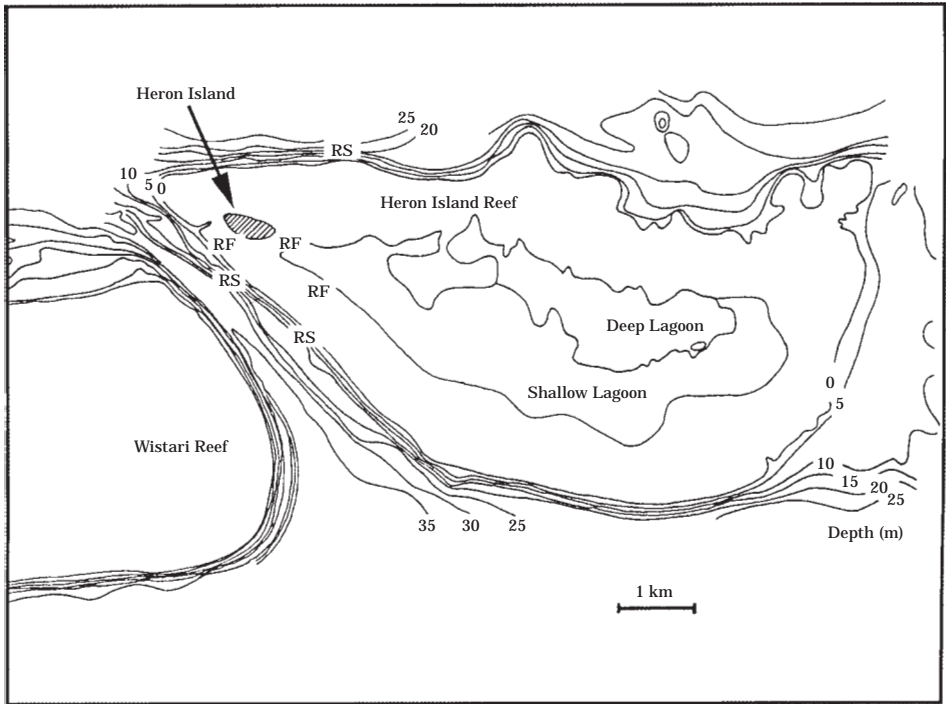 Heron Island
25
20
RS
10
5
0
Heron Island Reef
RF
RF
RS
RF
RS
Deep Lagoon
Shallow Lagoon
0
5
Wistari Reef
10
15
20
25
35
30
25
Depth (m)
1 km